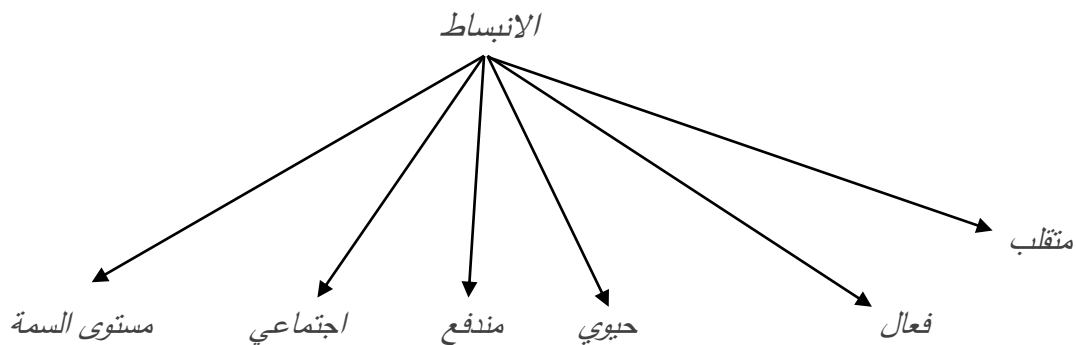 الانبساط
متقلب
فعال
حيوي
مندفع
اجتماعي
مستوى السمة